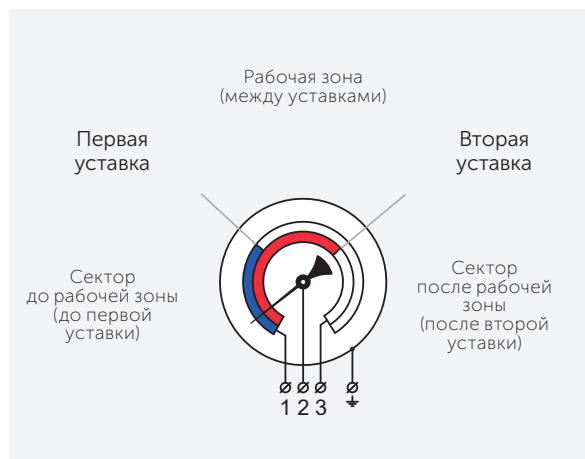 Рабочая зона
(между уставками)
Первая
уставка
Вторая
уставка
Сектор
до рабочей зоны
(до первой
уставки)
Сектор
после рабочей
зоны
(после второй
уставки)
1 2 3